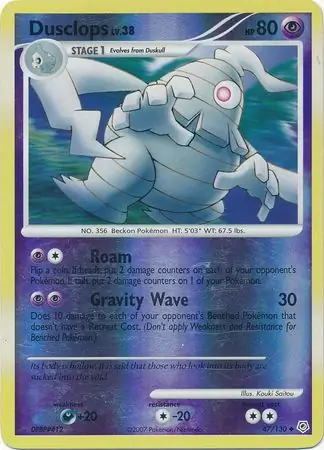 Dusclops LV.38 HP 80
STAGE 1 Evolves from Duskull
NO. 356 Beckon Pokémon HT: 5'03" WT: 67.5 lbs.
Roam
Flip a coin. If heads, put 2 damage counters on each of your opponent's
Pokémon. If tails, put 2 damage counters on 1 of your Pokémon.
Gravity Wave 30
Does 10 damage to each of your opponent's Benched Pokémon that
doesn't have a Retreat Cost. (Don't apply Weakness and Resistance for
Benched Pokémon.)
Its body is hollow. It is said that those who look into its body are
sucked into the void.
Illus. Kouki Saitou
weakness resistance retreat cost
+20 -20
©2007 Pokémon/Nintendo 47/130